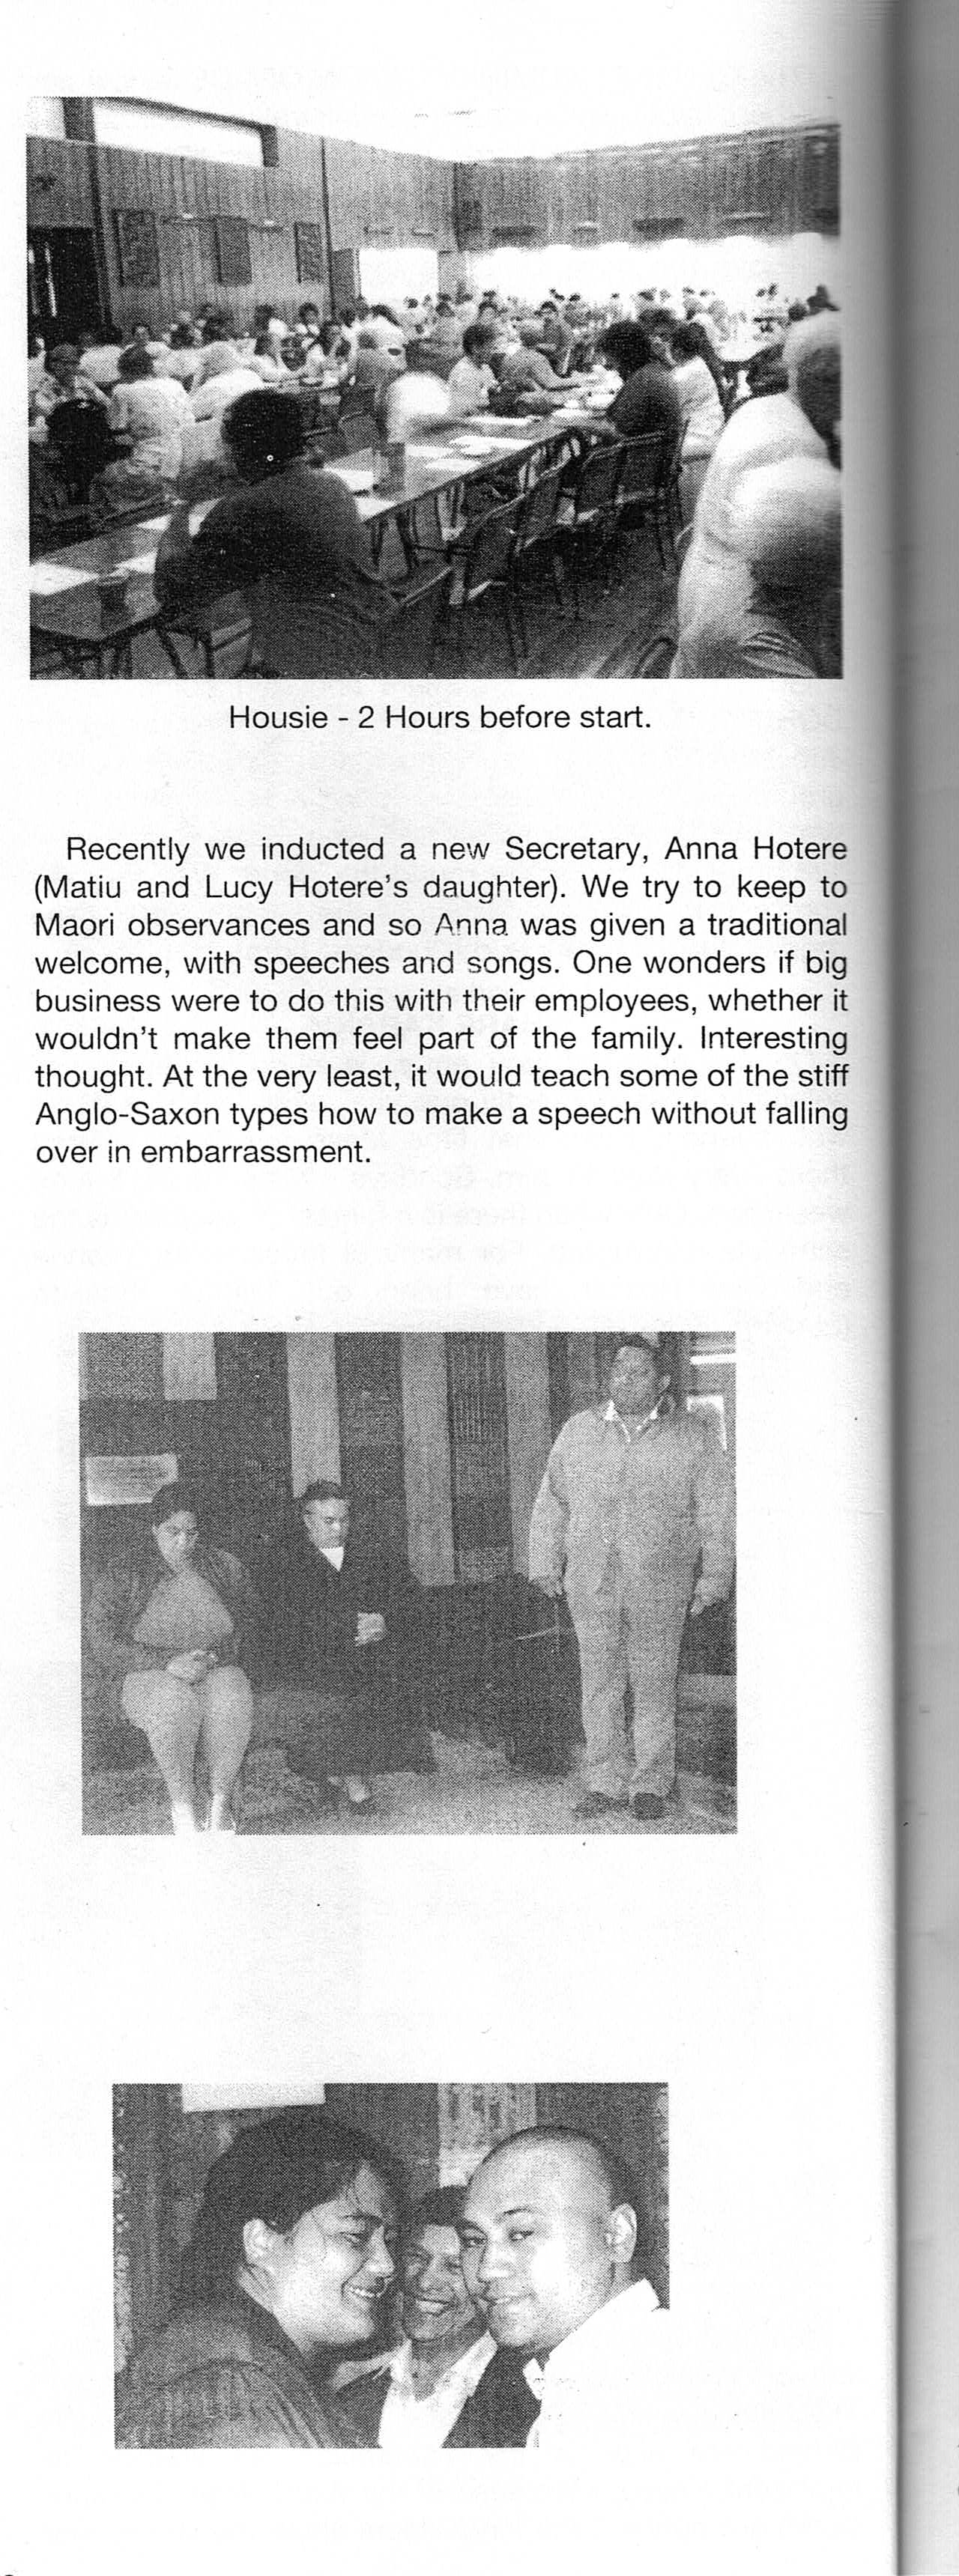 Housie - 2 Hours before start.
Recently we inducted a new Secretary, Anna Hotere
(Matiu and Lucy Hotere's daughter). We try to keep to
Maori observances and so Anna was given a traditional
welcome, with speeches and songs. One wonders if big
business were to do this with their employees, whether it
wouldn't make them feel part of the family. Interesting
thought. At the very least, it would teach some of the stiff
Anglo-Saxon types how to make a speech without falling
over in embarrassment.